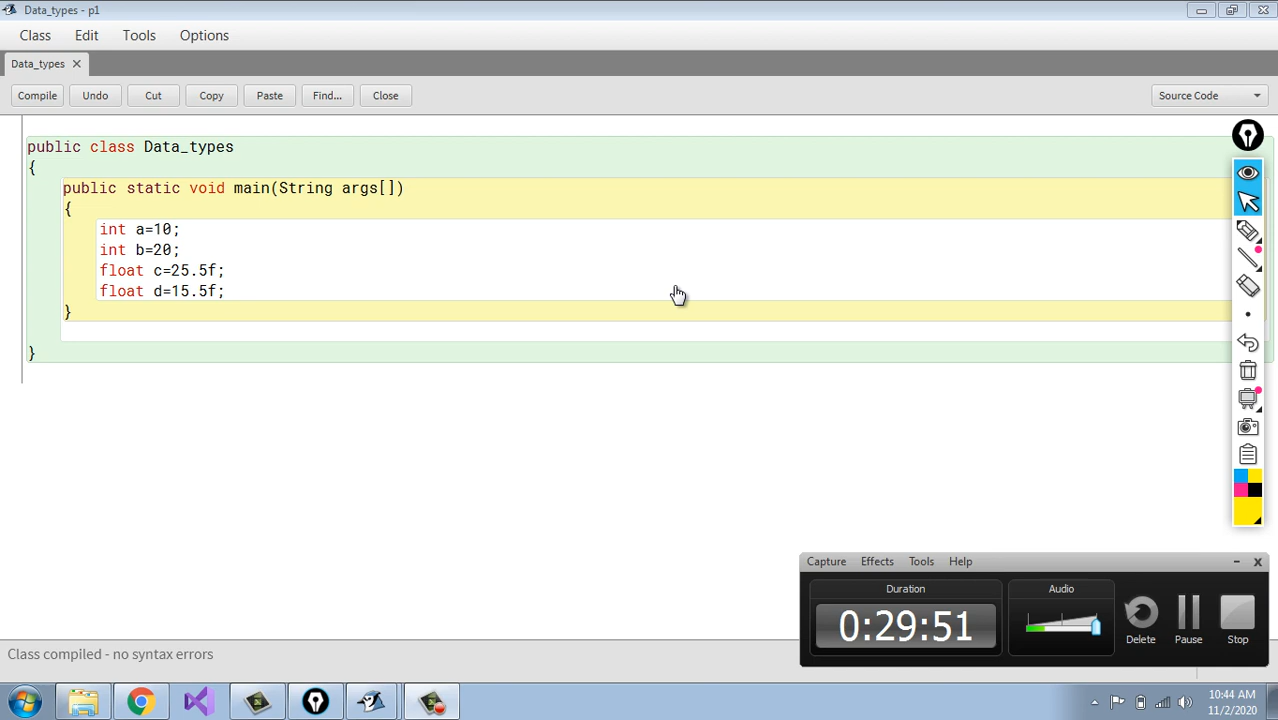 Data_types - p1
Class Edit Tools Options
Data_types
Compile Undo Cut Copy Paste Find... Close Source Code
public class Data_types
{
public static void main(String args[])
{
int a=10;
int b=20;
float c=25.5f;
float d=15.5f;
}
}
Capture Effects Tools Help
Duration Audio
0:29:51
Delete Pause Stop
Class compiled - no syntax errors
10:44 AM
11/2/2020